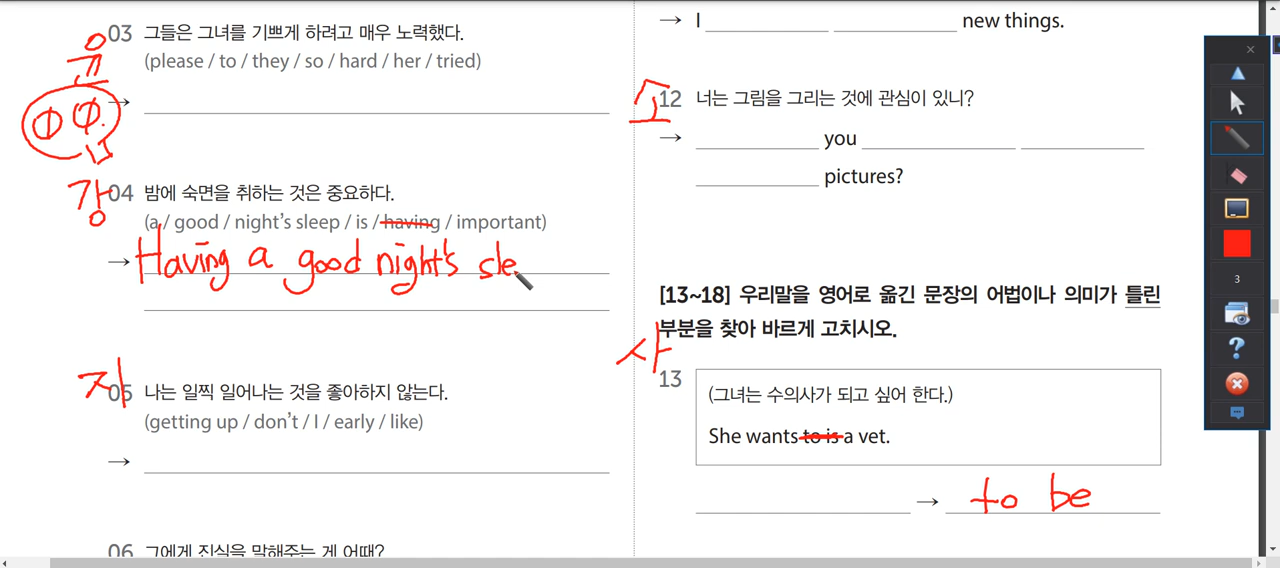 03 그들은 그녀를 기쁘게 하려고 매우 노력했다.
(please / to / they / so / hard / her / tried)
→
04 밤에 숙면을 취하는 것은 중요하다.
강
(a / good / night's sleep / is / having / important)
→ Having a good night's sle
지
05 나는 일찍 일어나는 것을 좋아하지 않는다.
(getting up / don't / I / early / like)
→
06 그에게 진실을 말해주는 게 어때?
→ I new things.
소
12 너는 그림을 그리는 것에 관심이 있니?
→ you
pictures?
[13~18] 우리말을 영어로 옮긴 문장의 어법이나 의미가 틀린
부분을 찾아 바르게 고치시오.
사
13 (그녀는 수의사가 되고 싶어 한다.)
She wants to is a vet.
→ to be
3